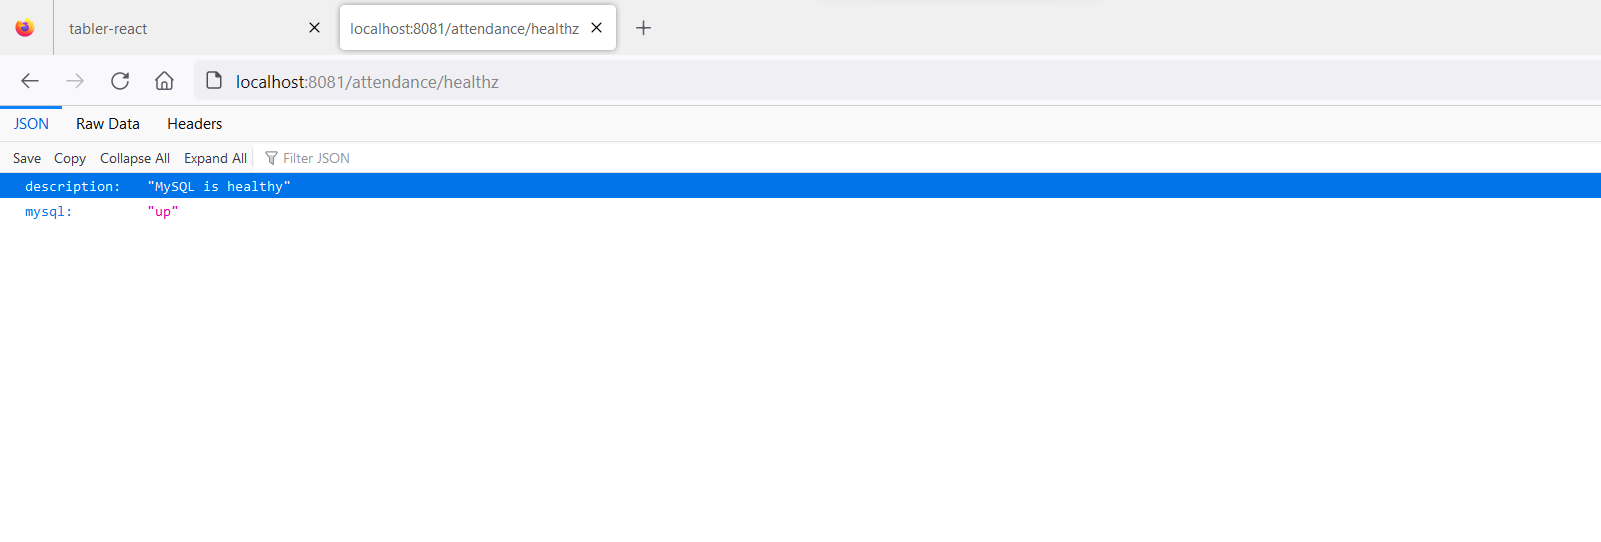 tabler-react
localhost:8081/attendance/healthz
localhost:8081/attendance/healthz
JSON Raw Data Headers
Save Copy Collapse All Expand All Filter JSON
description: "MySQL is healthy"
mysql: "up"